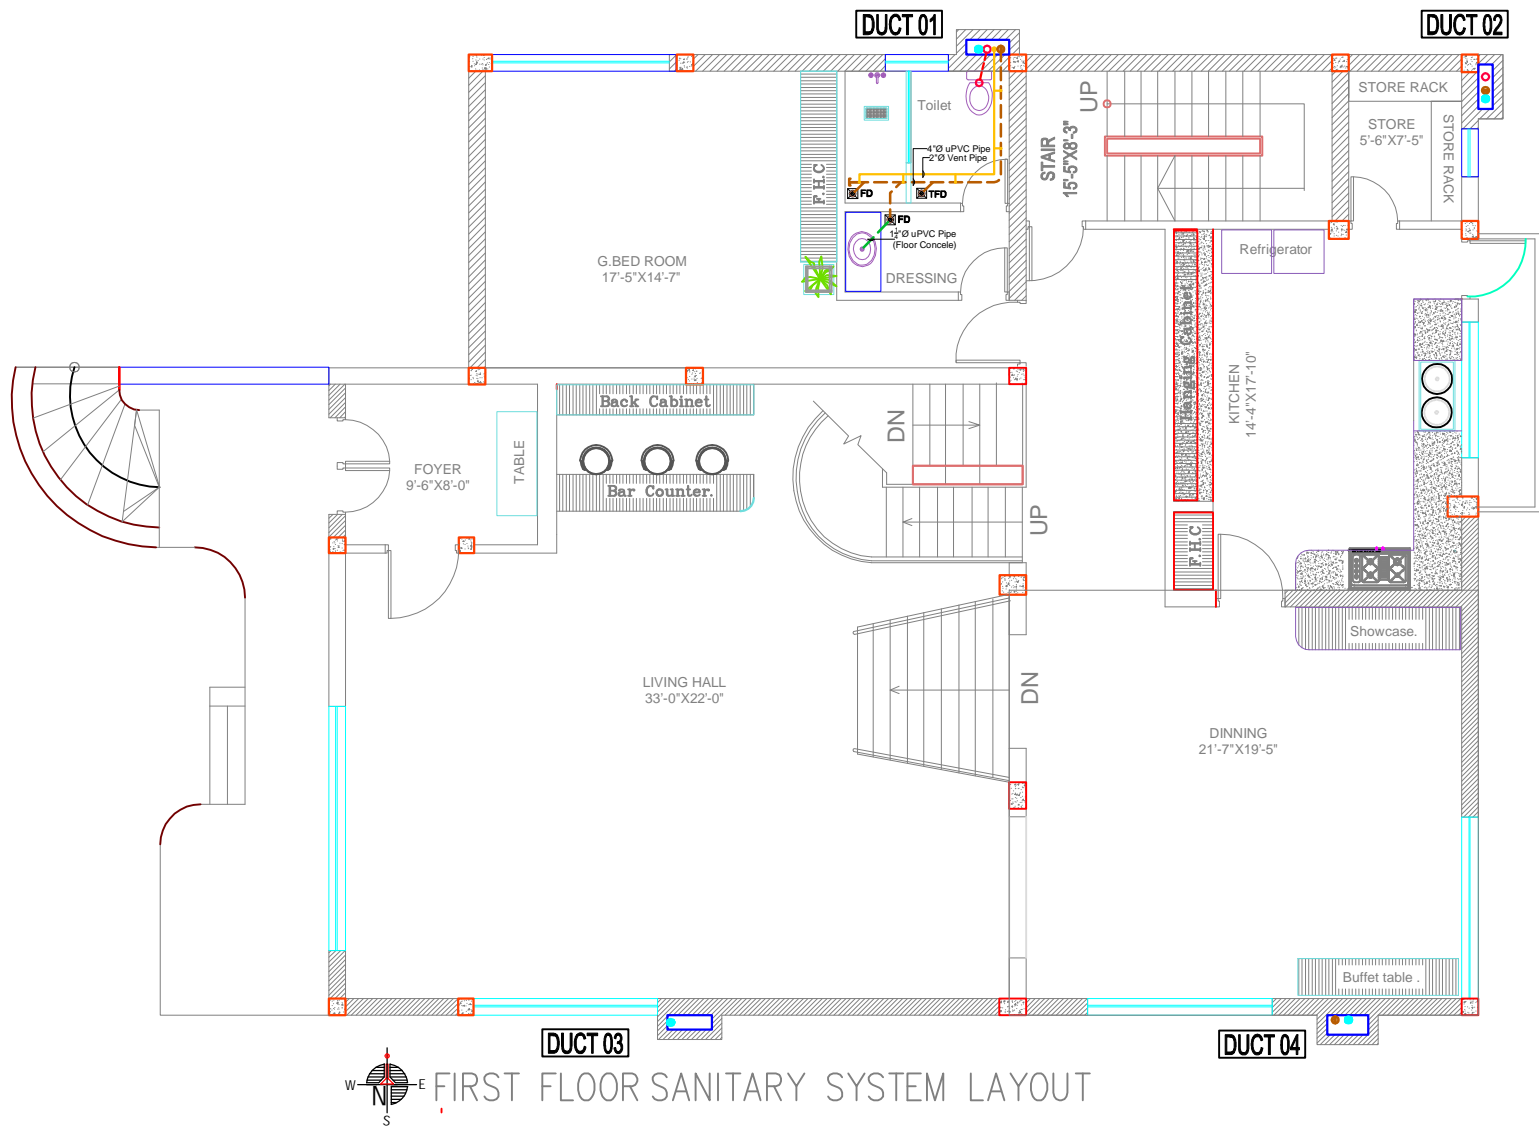 DUCT 01
DUCT 02
STORE RACK
Toilet
UP
STORE
5'-6"X7'-5"
STORE RACK
STAIR
15'-5"X8'-3"
4"Ø uPVC Pipe
2"Ø Vent Pipe
F.H.C
FD
TFD
FD
1½"Ø uPVC Pipe
(Floor Concele)
G.BED ROOM
17'-5"X14'-7"
DRESSING
Refrigerator
Hanging Cabinet
KITCHEN
14'-4"X17'-10"
Back Cabinet
DN
FOYER
9'-6"X8'-0"
TABLE
Bar Counter.
UP
F.H.C
Showcase.
LIVING HALL
33'-0"X22'-0"
DN
DINNING
21'-7"X19'-5"
Buffet table .
DUCT 03
DUCT 04
W
N
E
S
FIRST FLOOR SANITARY SYSTEM LAYOUT